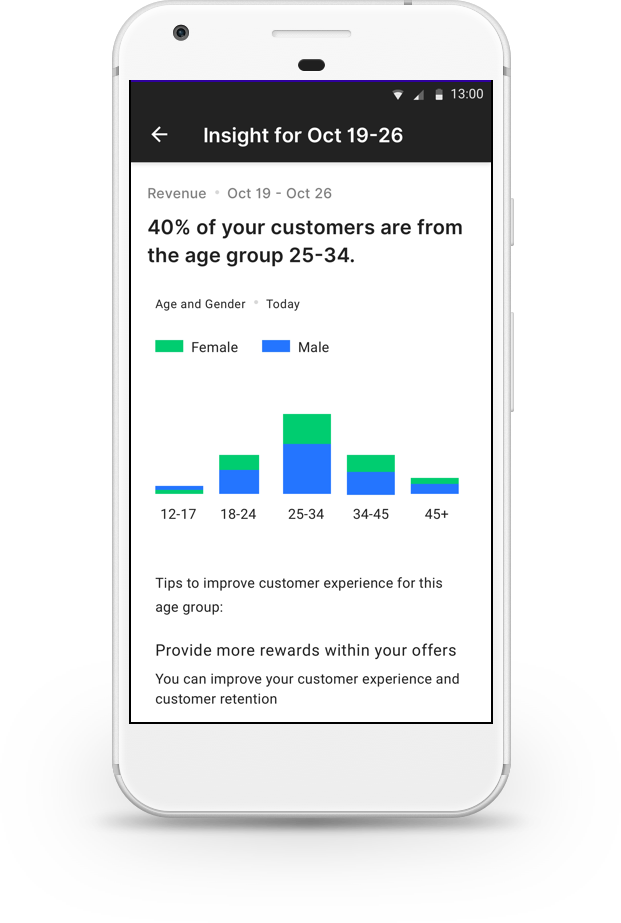 13:00
Insight for Oct 19-26
Revenue • Oct 19 - Oct 26
40% of your customers are from
the age group 25-34.
Age and Gender • Today
Female Male
12-17 18-24 25-34 34-45 45+
Tips to improve customer experience for this
age group:
Provide more rewards within your offers
You can improve your customer experience and
customer retention